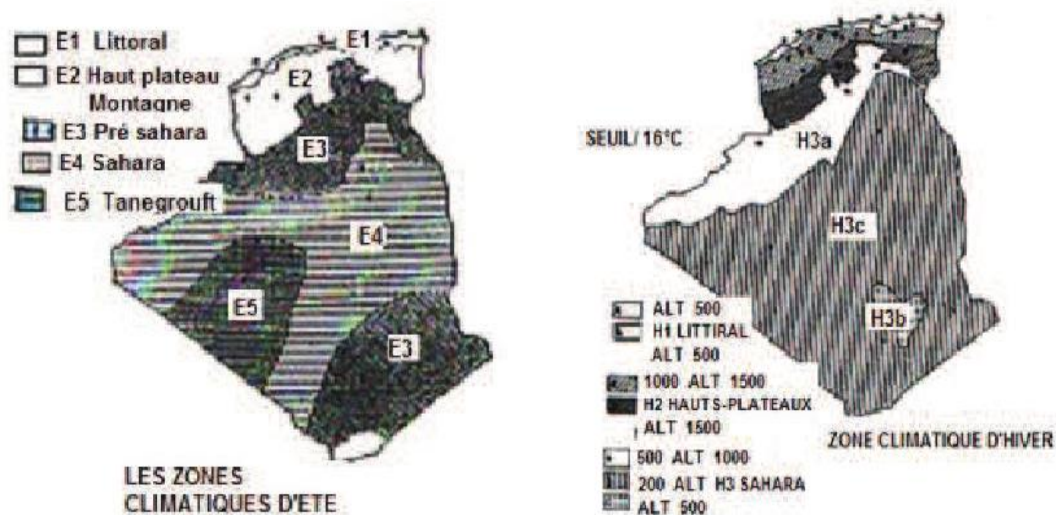 E1 Littoral
E2 Haut plateau
Montagne
E3 Pré sahara
E4 Sahara
E5 Tanegrouft
E1
E2
E3
E4
E5
E3
LES ZONES
CLIMATIQUES D'ETE
SEUIL/ 16°C
H3a
H3c
H3b
ALT 500
H1 LITTIRAL
ALT 500
1000 ALT 1500
H2 HAUTS-PLATEAUX
ALT 1500
500 ALT 1000
200 ALT H3 SAHARA
ALT 500
ZONE CLIMATIQUE D'HIVER